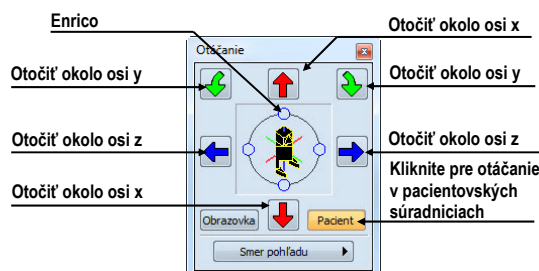 Enrico
Otočiť okolo osi x
Otáčanie
Otočiť okolo osi y
Otočiť okolo osi y
Otočiť okolo osi z
Otočiť okolo osi z
Kliknite pre otáčanie
v pacientovských
súradniciach
Otočiť okolo osi x
Obrazovka
Pacient
Smer pohľadu